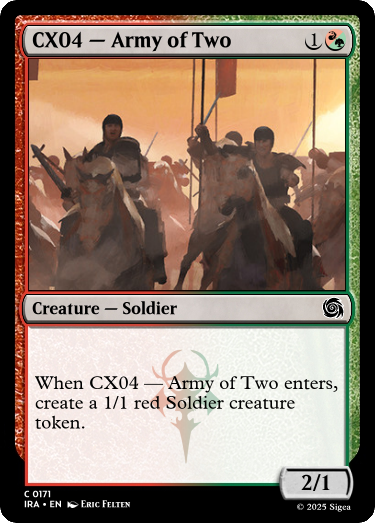 CX04 — Army of Two 1
Creature — Soldier
When CX04 — Army of Two enters,
create a 1/1 red Soldier creature
token.
2/1
C 0171
IRA • EN Eric Felten
© 2025 Sigea